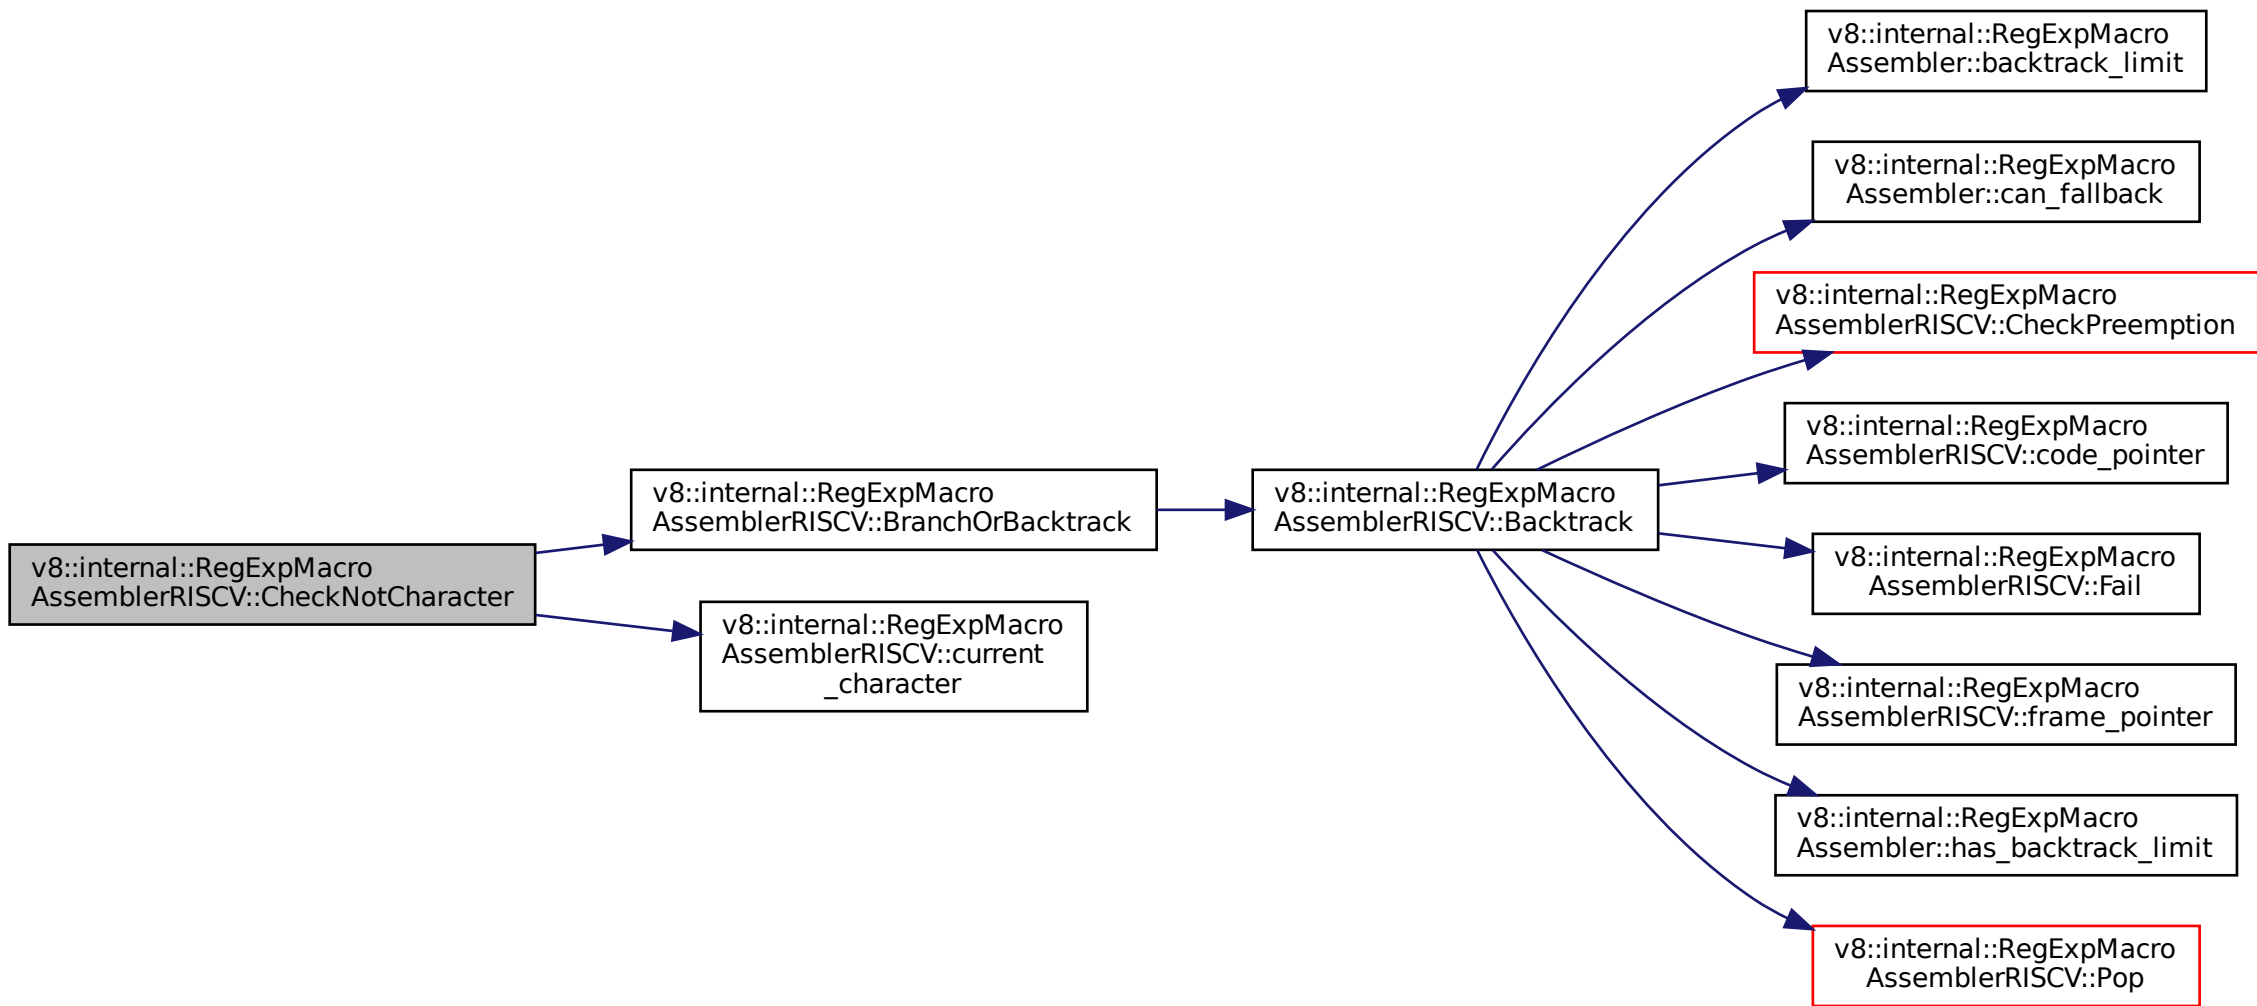 v8::internal::RegExpMacro
AssemblerRISCV::CheckNotCharacter
v8::internal::RegExpMacro
AssemblerRISCV::BranchOrBacktrack
v8::internal::RegExpMacro
AssemblerRISCV::current
_character
v8::internal::RegExpMacro
AssemblerRISCV::Backtrack
v8::internal::RegExpMacro
Assembler::backtrack_limit
v8::internal::RegExpMacro
Assembler::can_fallback
v8::internal::RegExpMacro
AssemblerRISCV::CheckPreemption
v8::internal::RegExpMacro
AssemblerRISCV::code_pointer
v8::internal::RegExpMacro
AssemblerRISCV::Fail
v8::internal::RegExpMacro
AssemblerRISCV::frame_pointer
v8::internal::RegExpMacro
Assembler::has_backtrack_limit
v8::internal::RegExpMacro
AssemblerRISCV::Pop